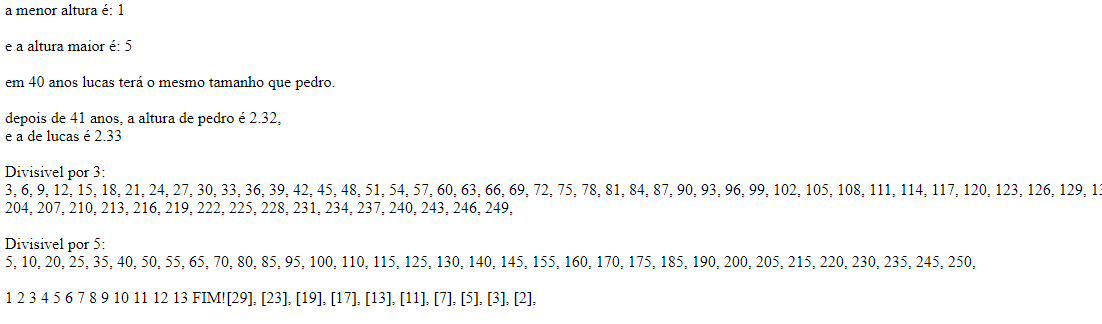 a menor altura é: 1
e a altura maior é: 5
em 40 anos lucas terá o mesmo tamanho que pedro.
depois de 41 anos, a altura de pedro é 2.32,
e a de lucas é 2.33
Divisivel por 3:
3, 6, 9, 12, 15, 18, 21, 24, 27, 30, 33, 36, 39, 42, 45, 48, 51, 54, 57, 60, 63, 66, 69, 72, 75, 78, 81, 84, 87, 90, 93, 96, 99, 102, 105, 108, 111, 114, 117, 120, 123, 126, 129,
204, 207, 210, 213, 216, 219, 222, 225, 228, 231, 234, 237, 240, 243, 246, 249,
Divisivel por 5:
5, 10, 20, 25, 35, 40, 50, 55, 65, 70, 80, 85, 95, 100, 110, 115, 125, 130, 140, 145, 155, 160, 170, 175, 185, 190, 200, 205, 215, 220, 230, 235, 245, 250,
1 2 3 4 5 6 7 8 9 10 11 12 13 FIM![29], [23], [19], [17], [13], [11], [7], [5], [3], [2],